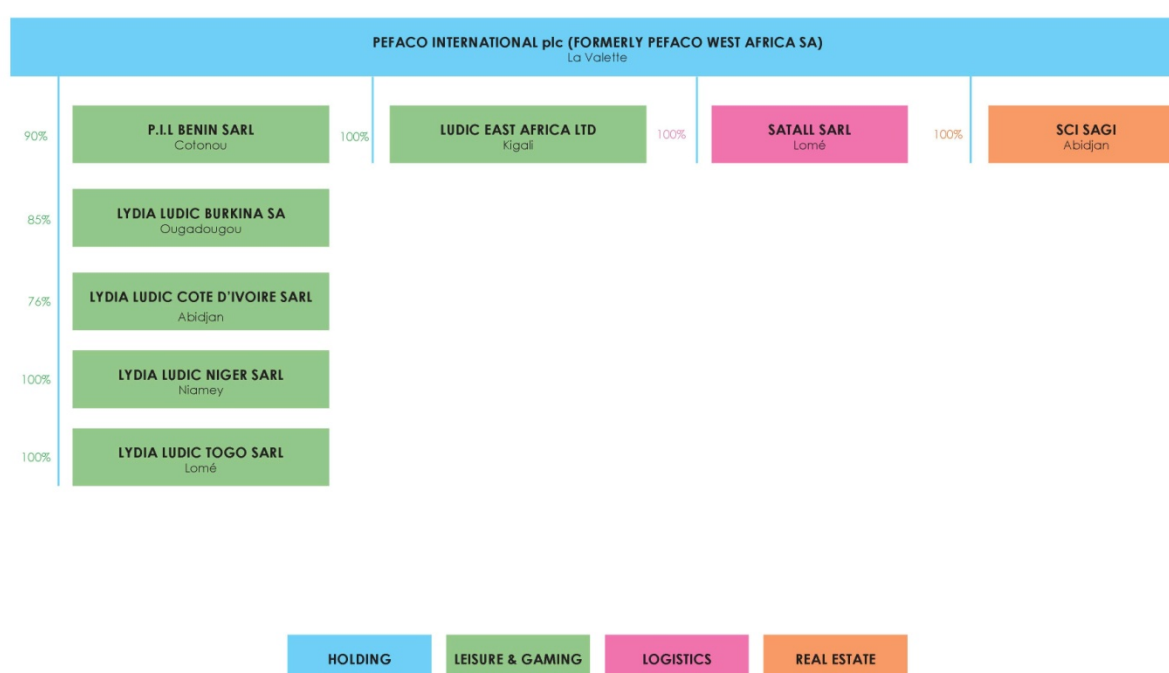 PEFACO INTERNATIONAL plc (FORMERLY PEFACO WEST AFRICA SA)
La Valette
90%
P.I.L BENIN SARL
Cotonou
100%
LUDIC EAST AFRICA LTD
Kigali
100%
SATALL SARL
Lomé
100%
SCI SAGI
Abidjan
85%
LYDIA LUDIC BURKINA SA
Ougadougou
76%
LYDIA LUDIC COTE D'IVOIRE SARL
Abidjan
100%
LYDIA LUDIC NIGER SARL
Niamey
100%
LYDIA LUDIC TOGO SARL
Lomé
HOLDING
LEISURE & GAMING
LOGISTICS
REAL ESTATE